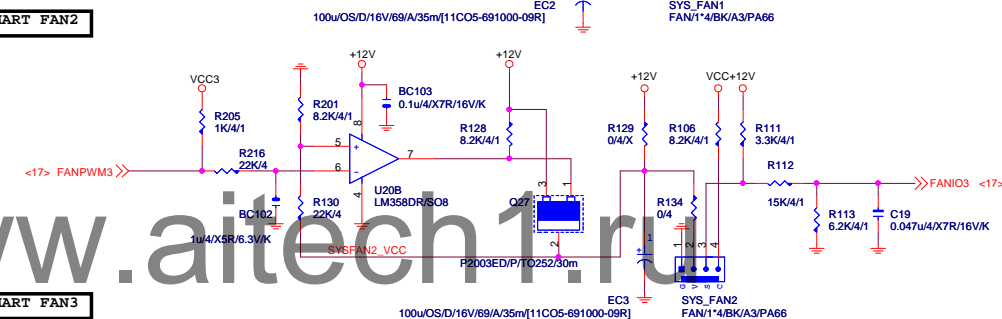 EC2
100u/OS/D/16V/69/A/35m/[11CO5-691000-09R]
SYS_FAN1
FAN/1*4/BK/A3/PA66
ART FAN2
VCC3
R205
1K/4/1
R216
22K/4
<17> FANPWM3
BC102
1u/4/X5R/6.3V/K
R201
8.2K/4/1
R130
22K/4
+12V
BC103
0.1u/4/X7R/16V/K
8
5
6
7
4
+
-
U20B
LM358DR/SO8
SYSFAN2_VCC
+12V
R128
8.2K/4/1
Q27
3
1
2
P2003ED/P/TO252/30m
+12V
R129
0/4/X
VCC
+12V
R106
8.2K/4/1
R111
3.3K/4/1
R112
15K/4/1
R134
0/4
R113
6.2K/4/1
C19
0.047u/4/X7R/16V/K
FANIO3 <17>
1
1
2
3
4
G
V
S
C
EC3
100u/OS/D/16V/69/A/35m/[11CO5-691000-09R]
SYS_FAN2
FAN/1*4/BK/A3/PA66
ART FAN3
w.aitech1.ru